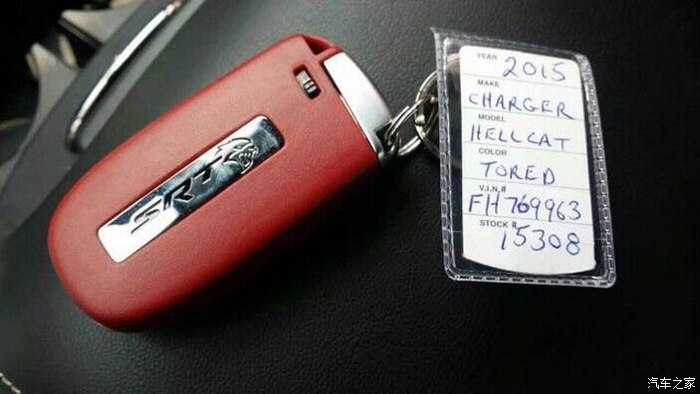 SRT
YEAR 2015
MAKE
CHARGER
MODEL
HELLCAT
COLOR
TORED
V.I.N.#
FH769963
STOCK #
15308
汽车之家